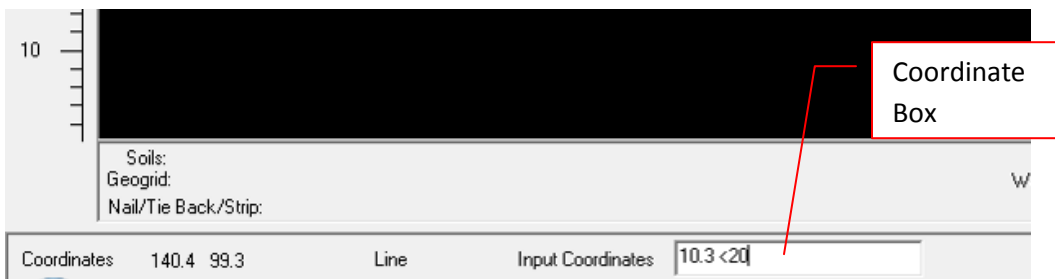 10
Coordinate
Box
Soils:
Geogrid:
W
Nail/Tie Back/Strip:
Coordinates 140.4 99.3 Line Input Coordinates 10.3 <20